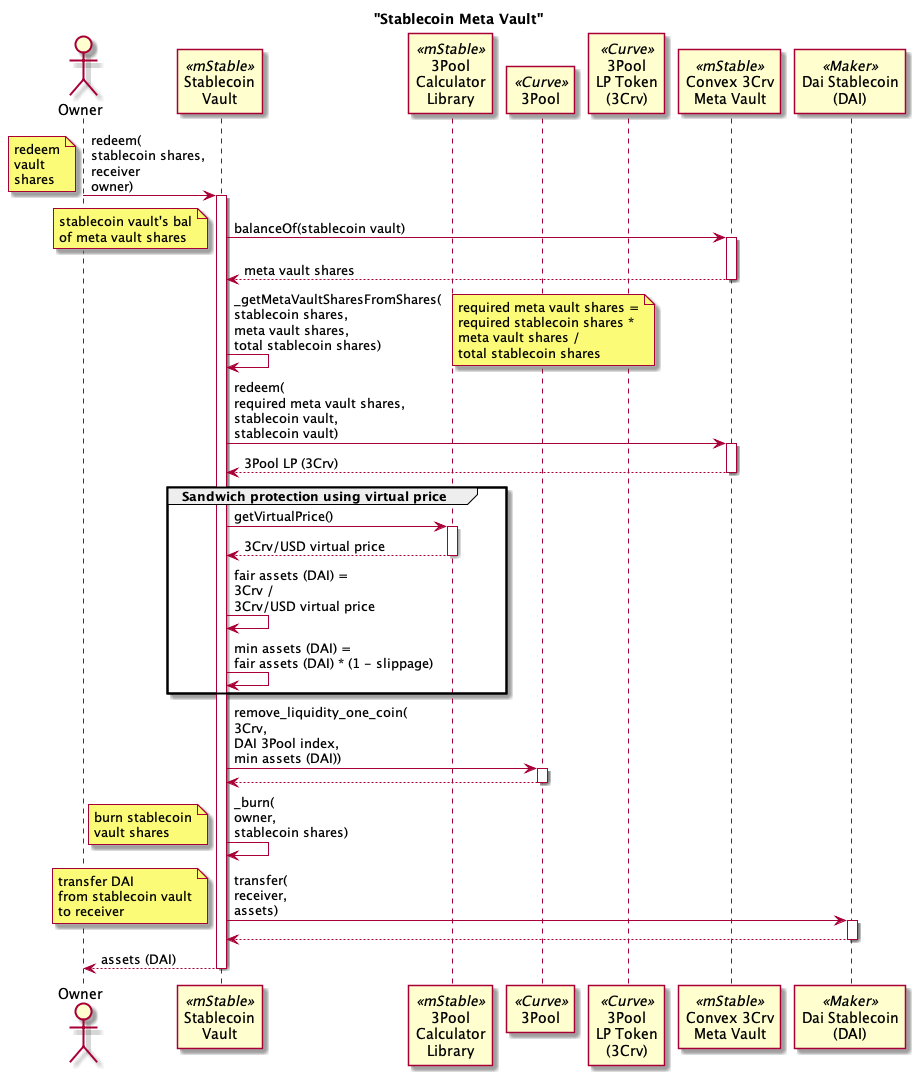 "Stablecoin Meta Vault"
Owner
«mStable»
Stablecoin
Vault
«mStable»
3Pool
Calculator
Library
«Curve»
3Pool
«Curve»
3Pool
LP Token
(3Crv)
«mStable»
Convex 3Crv
Meta Vault
«Maker»
Dai Stablecoin
(DAI)
redeem
vault
shares
redeem(
stablecoin shares,
receiver
owner)
stablecoin vault's bal
of meta vault shares
balanceOf(stablecoin vault)
meta vault shares
_getMetaVaultSharesFromShares(
stablecoin shares,
meta vault shares,
total stablecoin shares)
required meta vault shares =
required stablecoin shares *
meta vault shares /
total stablecoin shares
redeem(
required meta vault shares,
stablecoin vault,
stablecoin vault)
3Pool LP (3Crv)
Sandwich protection using virtual price
getVirtualPrice()
3Crv/USD virtual price
fair assets (DAI) =
3Crv /
3Crv/USD virtual price
min assets (DAI) =
fair assets (DAI) * (1 - slippage)
remove_liquidity_one_coin(
3Crv,
DAI 3Pool index,
min assets (DAI))
burn stablecoin
vault shares
_burn(
owner,
stablecoin shares)
transfer DAI
from stablecoin vault
to receiver
transfer(
receiver,
assets)
assets (DAI)
Owner
«mStable»
Stablecoin
Vault
«mStable»
3Pool
Calculator
Library
«Curve»
3Pool
«Curve»
3Pool
LP Token
(3Crv)
«mStable»
Convex 3Crv
Meta Vault
«Maker»
Dai Stablecoin
(DAI)